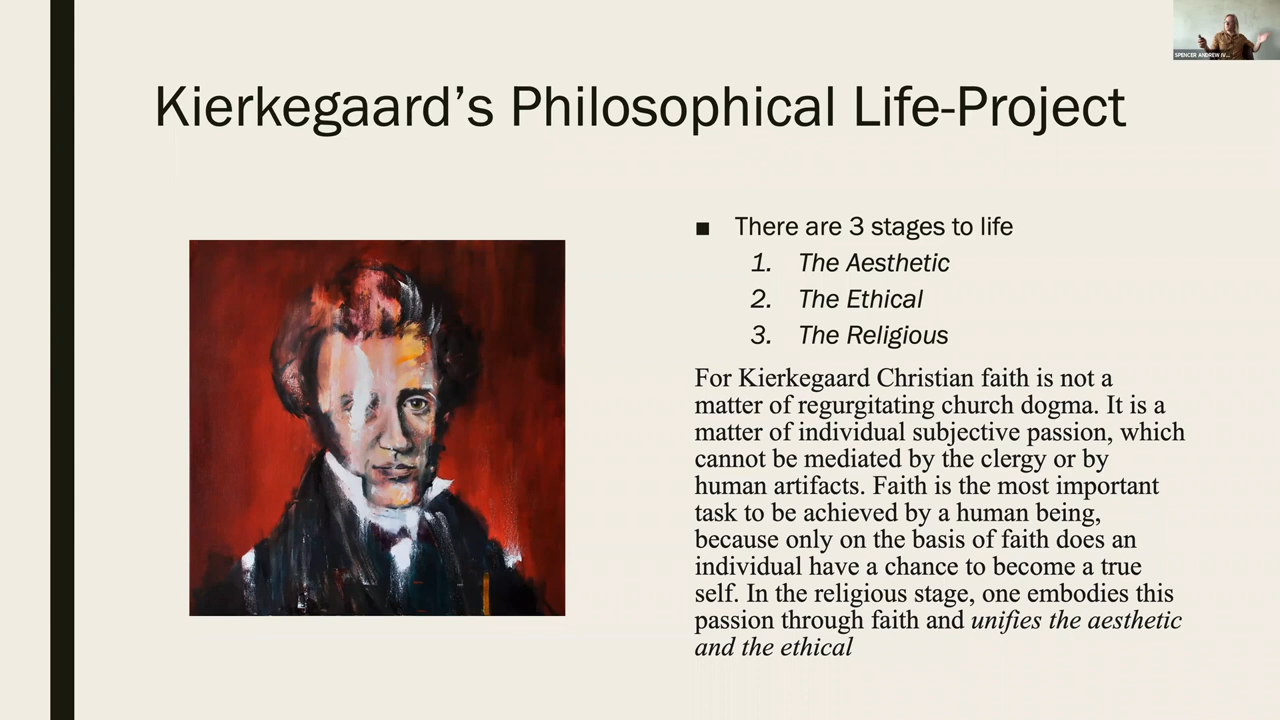 SPENCER ANDREW IV...
Kierkegaard's Philosophical Life-Project
■ There are 3 stages to life
1. The Aesthetic
2. The Ethical
3. The Religious
For Kierkegaard Christian faith is not a
matter of regurgitating church dogma. It is a
matter of individual subjective passion, which
cannot be mediated by the clergy or by
human artifacts. Faith is the most important
task to be achieved by a human being,
because only on the basis of faith does an
individual have a chance to become a true
self. In the religious stage, one embodies this
passion through faith and unifies the aesthetic
and the ethical